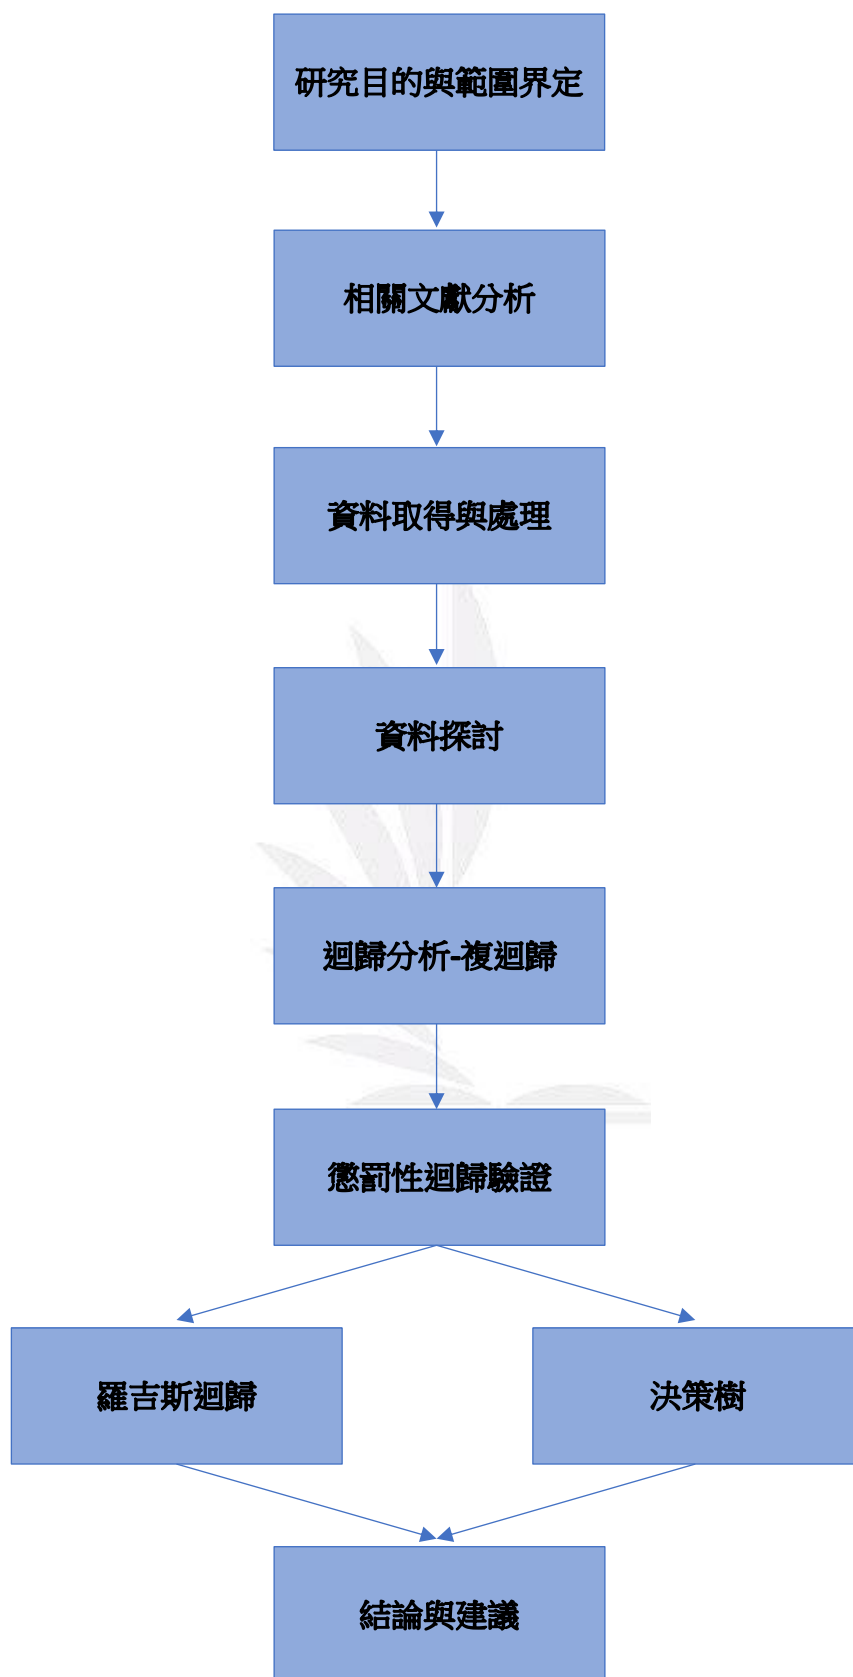 研究目的與範圍界定
相關文獻分析
資料取得與處理
資料探討
迴歸分析-複迴歸
懲罰性迴歸驗證
羅吉斯迴歸
決策樹
結論與建議